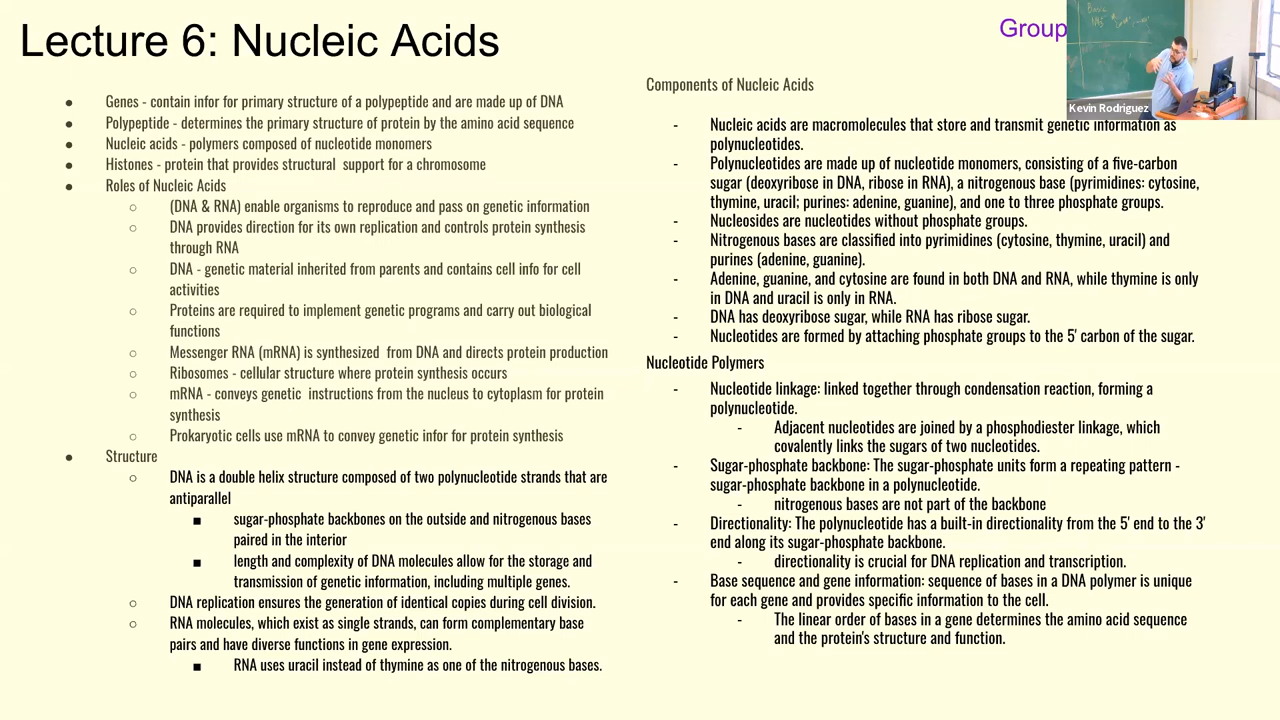 Lecture 6: Nucleic Acids
Group
Kevin Rodriguez
● Genes - contain infor for primary structure of a polypeptide and are made up of DNA
● Polypeptide - determines the primary structure of protein by the amino acid sequence
● Nucleic acids - polymers composed of nucleotide monomers
● Histones - protein that provides structural support for a chromosome
● Roles of Nucleic Acids
○ (DNA & RNA) enable organisms to reproduce and pass on genetic information
○ DNA provides direction for its own replication and controls protein synthesis
through RNA
○ DNA - genetic material inherited from parents and contains cell info for cell
activities
○ Proteins are required to implement genetic programs and carry out biological
functions
○ Messenger RNA (mRNA) is synthesized from DNA and directs protein production
○ Ribosomes - cellular structure where protein synthesis occurs
○ mRNA - conveys genetic instructions from the nucleus to cytoplasm for protein
synthesis
○ Prokaryotic cells use mRNA to convey genetic infor for protein synthesis
● Structure
○ DNA is a double helix structure composed of two polynucleotide strands that are
antiparallel
■ sugar-phosphate backbones on the outside and nitrogenous bases
paired in the interior
■ length and complexity of DNA molecules allow for the storage and
transmission of genetic information, including multiple genes.
○ DNA replication ensures the generation of identical copies during cell division.
○ RNA molecules, which exist as single strands, can form complementary base
pairs and have diverse functions in gene expression.
■ RNA uses uracil instead of thymine as one of the nitrogenous bases.
Components of Nucleic Acids
- Nucleic acids are macromolecules that store and transmit genetic information as
polynucleotides.
- Polynucleotides are made up of nucleotide monomers, consisting of a five-carbon
sugar (deoxyribose in DNA, ribose in RNA), a nitrogenous base (pyrimidines: cytosine,
thymine, uracil; purines: adenine, guanine), and one to three phosphate groups.
- Nucleosides are nucleotides without phosphate groups.
- Nitrogenous bases are classified into pyrimidines (cytosine, thymine, uracil) and
purines (adenine, guanine).
- Adenine, guanine, and cytosine are found in both DNA and RNA, while thymine is only
in DNA and uracil is only in RNA.
- DNA has deoxyribose sugar, while RNA has ribose sugar.
- Nucleotides are formed by attaching phosphate groups to the 5' carbon of the sugar.
Nucleotide Polymers
- Nucleotide linkage: linked together through condensation reaction, forming a
polynucleotide.
- Adjacent nucleotides are joined by a phosphodiester linkage, which
covalently links the sugars of two nucleotides.
- Sugar-phosphate backbone: The sugar-phosphate units form a repeating pattern -
sugar-phosphate backbone in a polynucleotide.
- nitrogenous bases are not part of the backbone
- Directionality: The polynucleotide has a built-in directionality from the 5' end to the 3'
end along its sugar-phosphate backbone.
- directionality is crucial for DNA replication and transcription.
- Base sequence and gene information: sequence of bases in a DNA polymer is unique
for each gene and provides specific information to the cell.
- The linear order of bases in a gene determines the amino acid sequence
and the protein's structure and function.